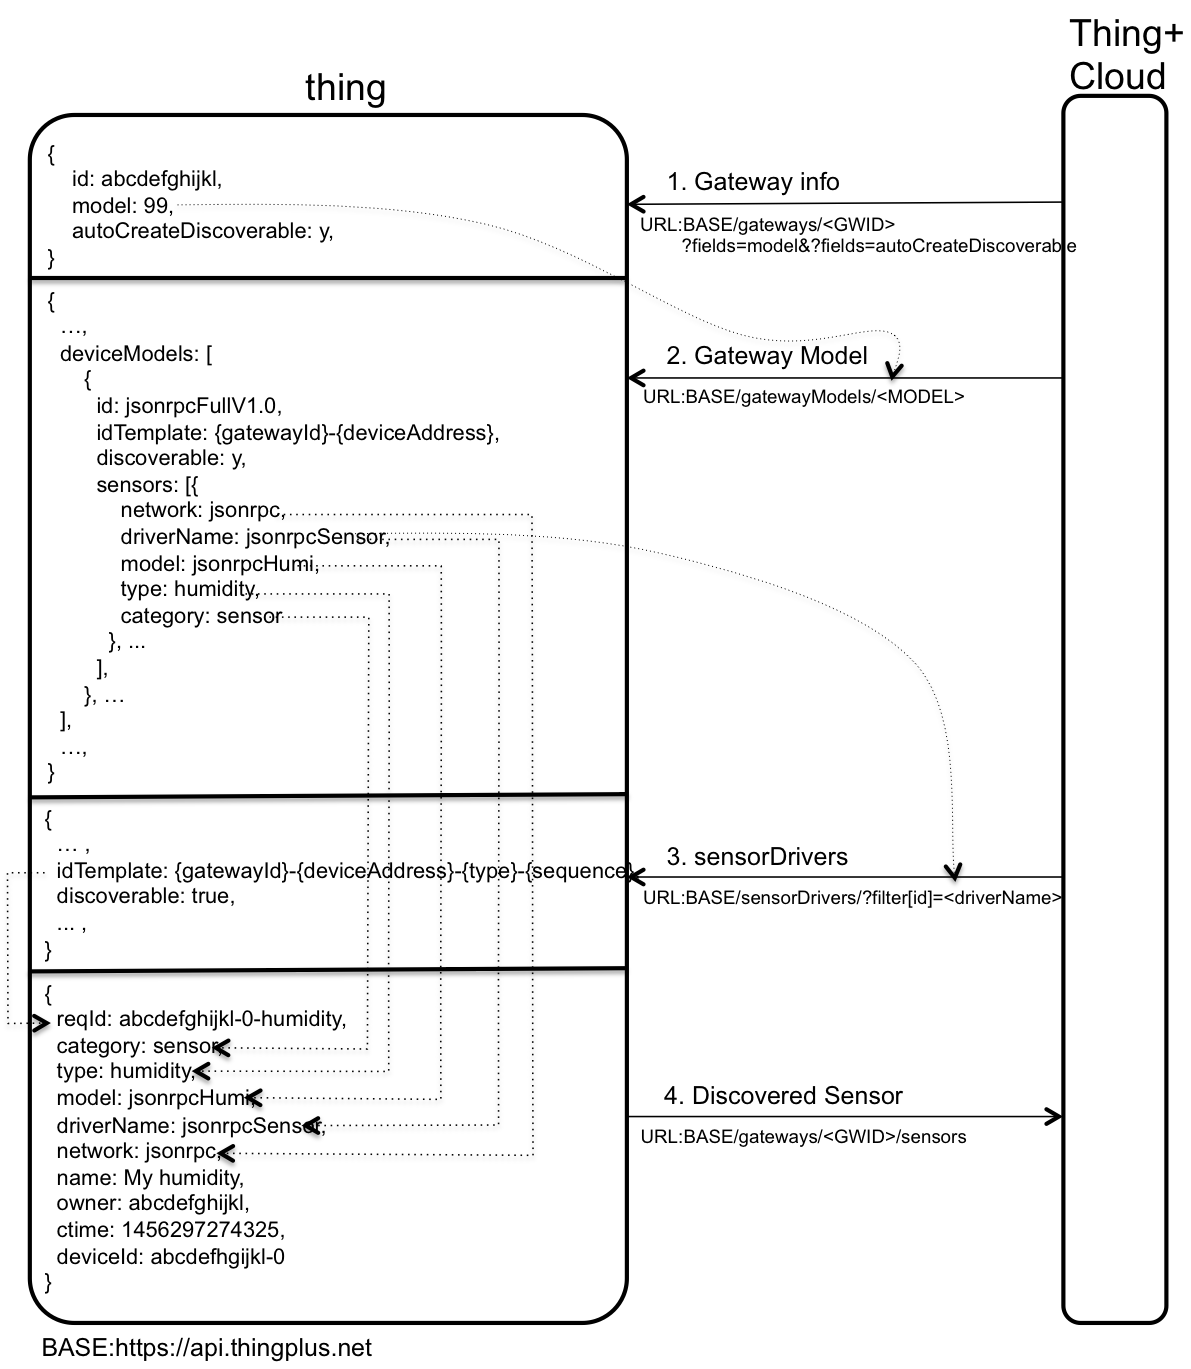 Thing+
Cloud
thing
{
id: abcdefghijkl,
model: 99,
autoCreateDiscoverable: y,
}
1. Gateway info
URL:BASE/gateways/<GWID>
?fields=model&?fields=autoCreateDiscoverable
{
…,
deviceModels: [
{
id: jsonrpcFullV1.0,
idTemplate: {gatewayId}-{deviceAddress},
discoverable: y,
sensors: [{
network: jsonrpc,
driverName: jsonrpcSensor,
model: jsonrpcHumi,
type: humidity,
category: sensor
}, ...
],
}, …
],
…,
}
2. Gateway Model
URL:BASE/gatewayModels/<MODEL>
{
… ,
idTemplate: {gatewayId}-{deviceAddress}-{type}-{sequence}
discoverable: true,
... ,
}
3. sensorDrivers
URL:BASE/sensorDrivers/?filter[id]=<driverName>
{
reqId: abcdefghijkl-0-humidity,
category: sensor,
type: humidity,
model: jsonrpcHumi,
driverName: jsonrpcSensor,
network: jsonrpc,
name: My humidity,
owner: abcdefghijkl,
ctime: 1456297274325,
deviceId: abcdefhgijkl-0
}
4. Discovered Sensor
URL:BASE/gateways/<GWID>/sensors
BASE:https://api.thingplus.net